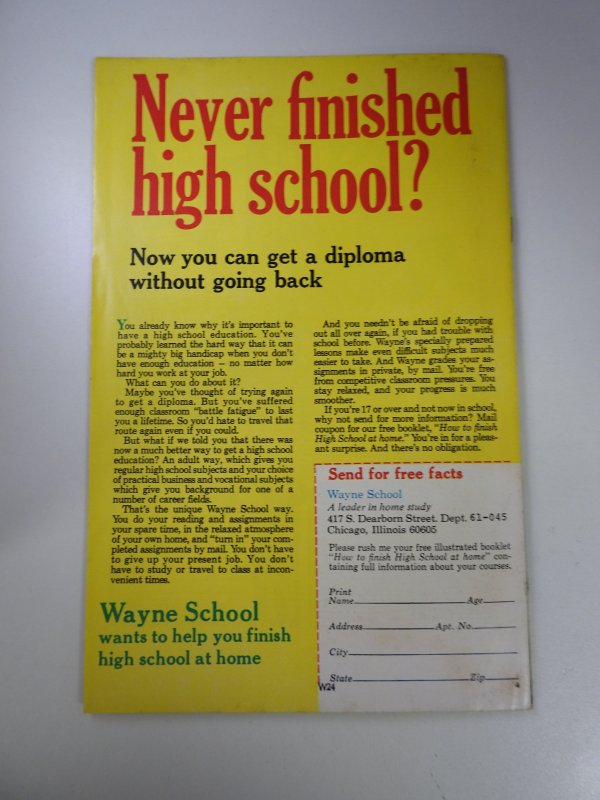 Never finished
high school?
Now you can get a diploma
without going back
You already know why it's important to
have a high school education. You've
probably learned the hard way that it can
be a mighty big handicap when you don't
have enough education — no matter how
hard you work at your job.
What can you do about it?
Maybe you've thought of trying again
to get a diploma. But you've suffered
enough classroom "battle fatigue" to last
you a lifetime. So you'd hate to travel that
route again even if you could.
But what if we told you that there was
now a much better way to get a high school
education? An adult way, which gives you
regular high school subjects and your choice
of practical business and vocational subjects
which give you background for one of a
number of career fields.
That's the unique Wayne School way.
You do your reading and assignments in
your spare time, in the relaxed atmosphere
of your own home, and "turn in" your com-
pleted assignments by mail. You don't have
to give up your present job. You don't
have to study or travel to class at incon-
venient times.
Wayne School
wants to help you finish
high school at home
And you needn't be afraid of dropping
out all over again, if you had trouble with
school before. Wayne's specially prepared
lessons make even difficult subjects much
easier to take. And Wayne grades your as-
signments in private, by mail. You're free
from competitive classroom pressures. You
stay relaxed, and your progress is much
smoother.
If you're 17 or over and not now in school,
why not send for more information? Mail
coupon for our free booklet, "How to finish
High School at home." You're in for a pleas-
ant surprise. And there's no obligation.
Send for free facts
Wayne School
A leader in home study
417 S. Dearborn Street. Dept. 61-045
Chicago, Illinois 60605
Please rush me your free illustrated booklet
"How to finish High School at home" con-
taining full information about your courses.
Print
Name Age
Address Apt. No.
City
State Zip
W24